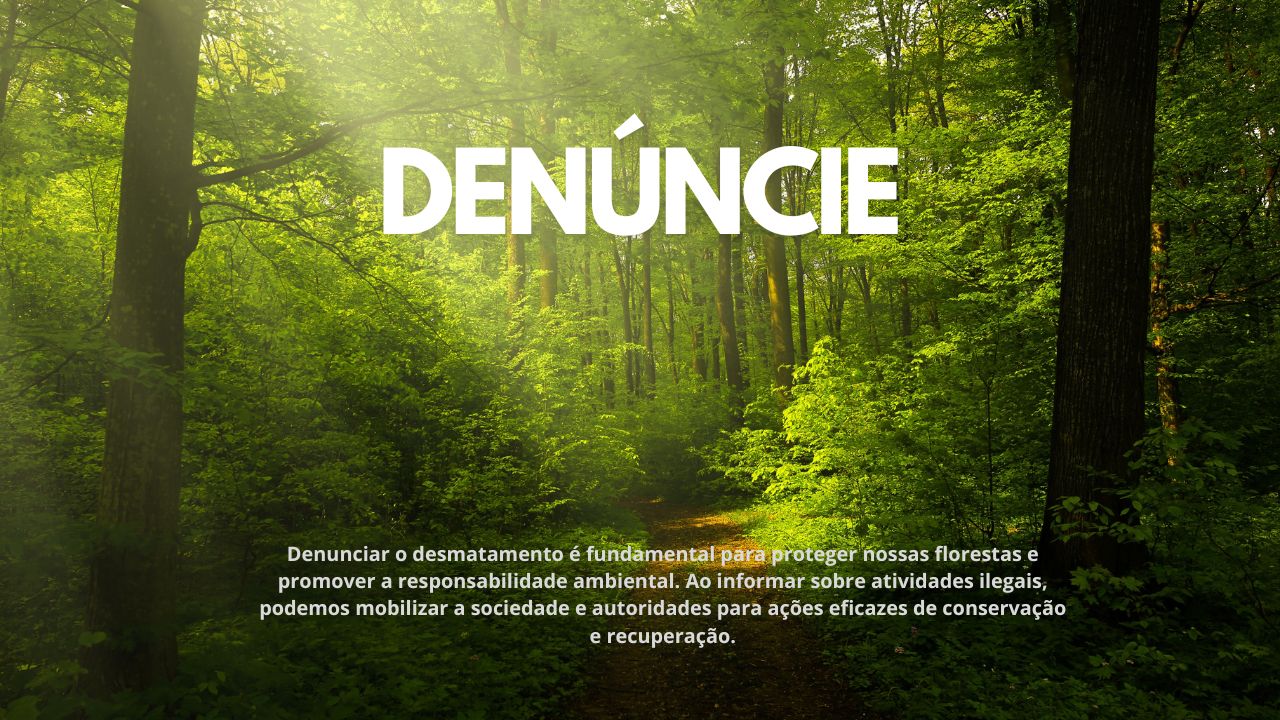 DENÚNCIE
Denunciar o desmatamento é fundamental para proteger nossas florestas e
promover a responsabilidade ambiental. Ao informar sobre atividades ilegais,
podemos mobilizar a sociedade e autoridades para ações eficazes de conservação
e recuperação.